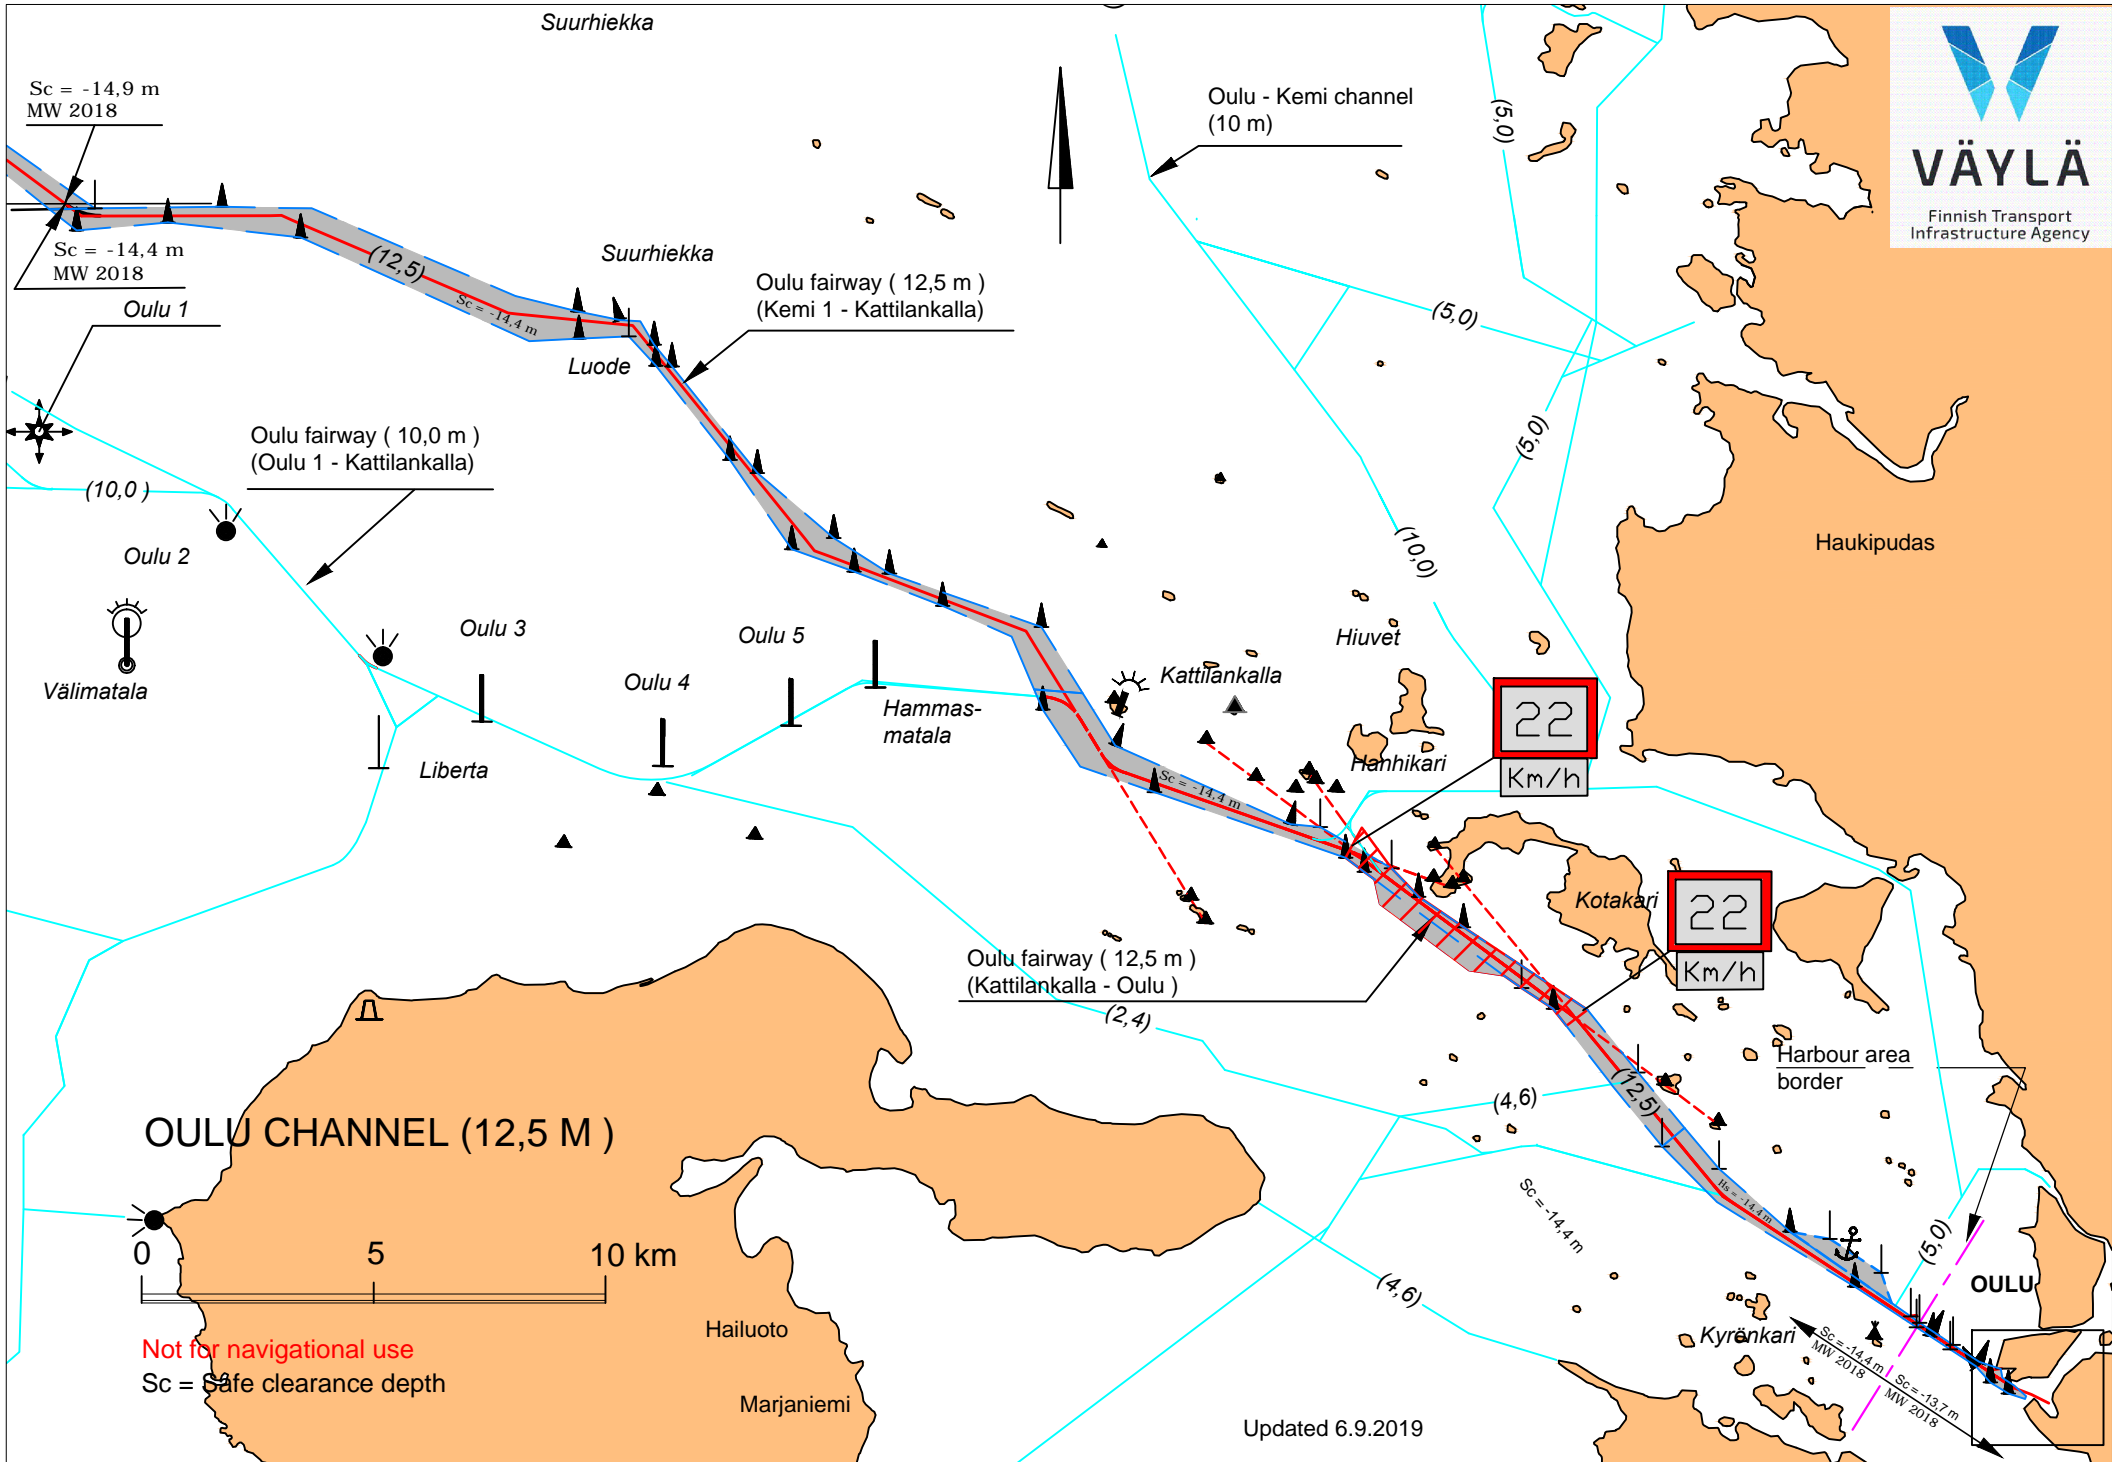 Suurhiekka
Sc = -14,9 m
MW 2018
Oulu - Kemi channel
(10 m)
(5,0)
VÄYLÄ
Finnish Transport
Infrastructure Agency
Sc = -14,4 m
MW 2018
(12,5)
Suurhiekka
Oulu fairway ( 12,5 m )
(Kemi 1 - Kattilankalla)
Sc = -14,4 m
Oulu 1
(5,0)
Luode
Oulu fairway ( 10,0 m )
(Oulu 1 - Kattilankalla)
(5,0)
(10,0 )
Oulu 2
(10,0)
Haukipudas
Oulu 3
Oulu 5
Hiuvet
Välimatala
Oulu 4
Kattilankalla
Hammas-
matala
22
Km/h
Liberta
Hanhikari
Sc = -14,4 m
Kotakari
22
Km/h
Oulu fairway ( 12,5 m )
(Kattilankalla - Oulu )
(2,4)
Harbour area
border
(12,5)
(4,6)
OULU CHANNEL (12,5 M )
Hs = -14,4 m
Sc = -14,4 m
(5,0)
0 5 10 km
OULU
(4,6)
Hailuoto
Kyrönkari
Sc = -14,4 m
MW 2018
Sc = -13,7 m
MW 2018
Not for navigational use
Sc = Safe clearance depth
Marjaniemi
Updated 6.9.2019